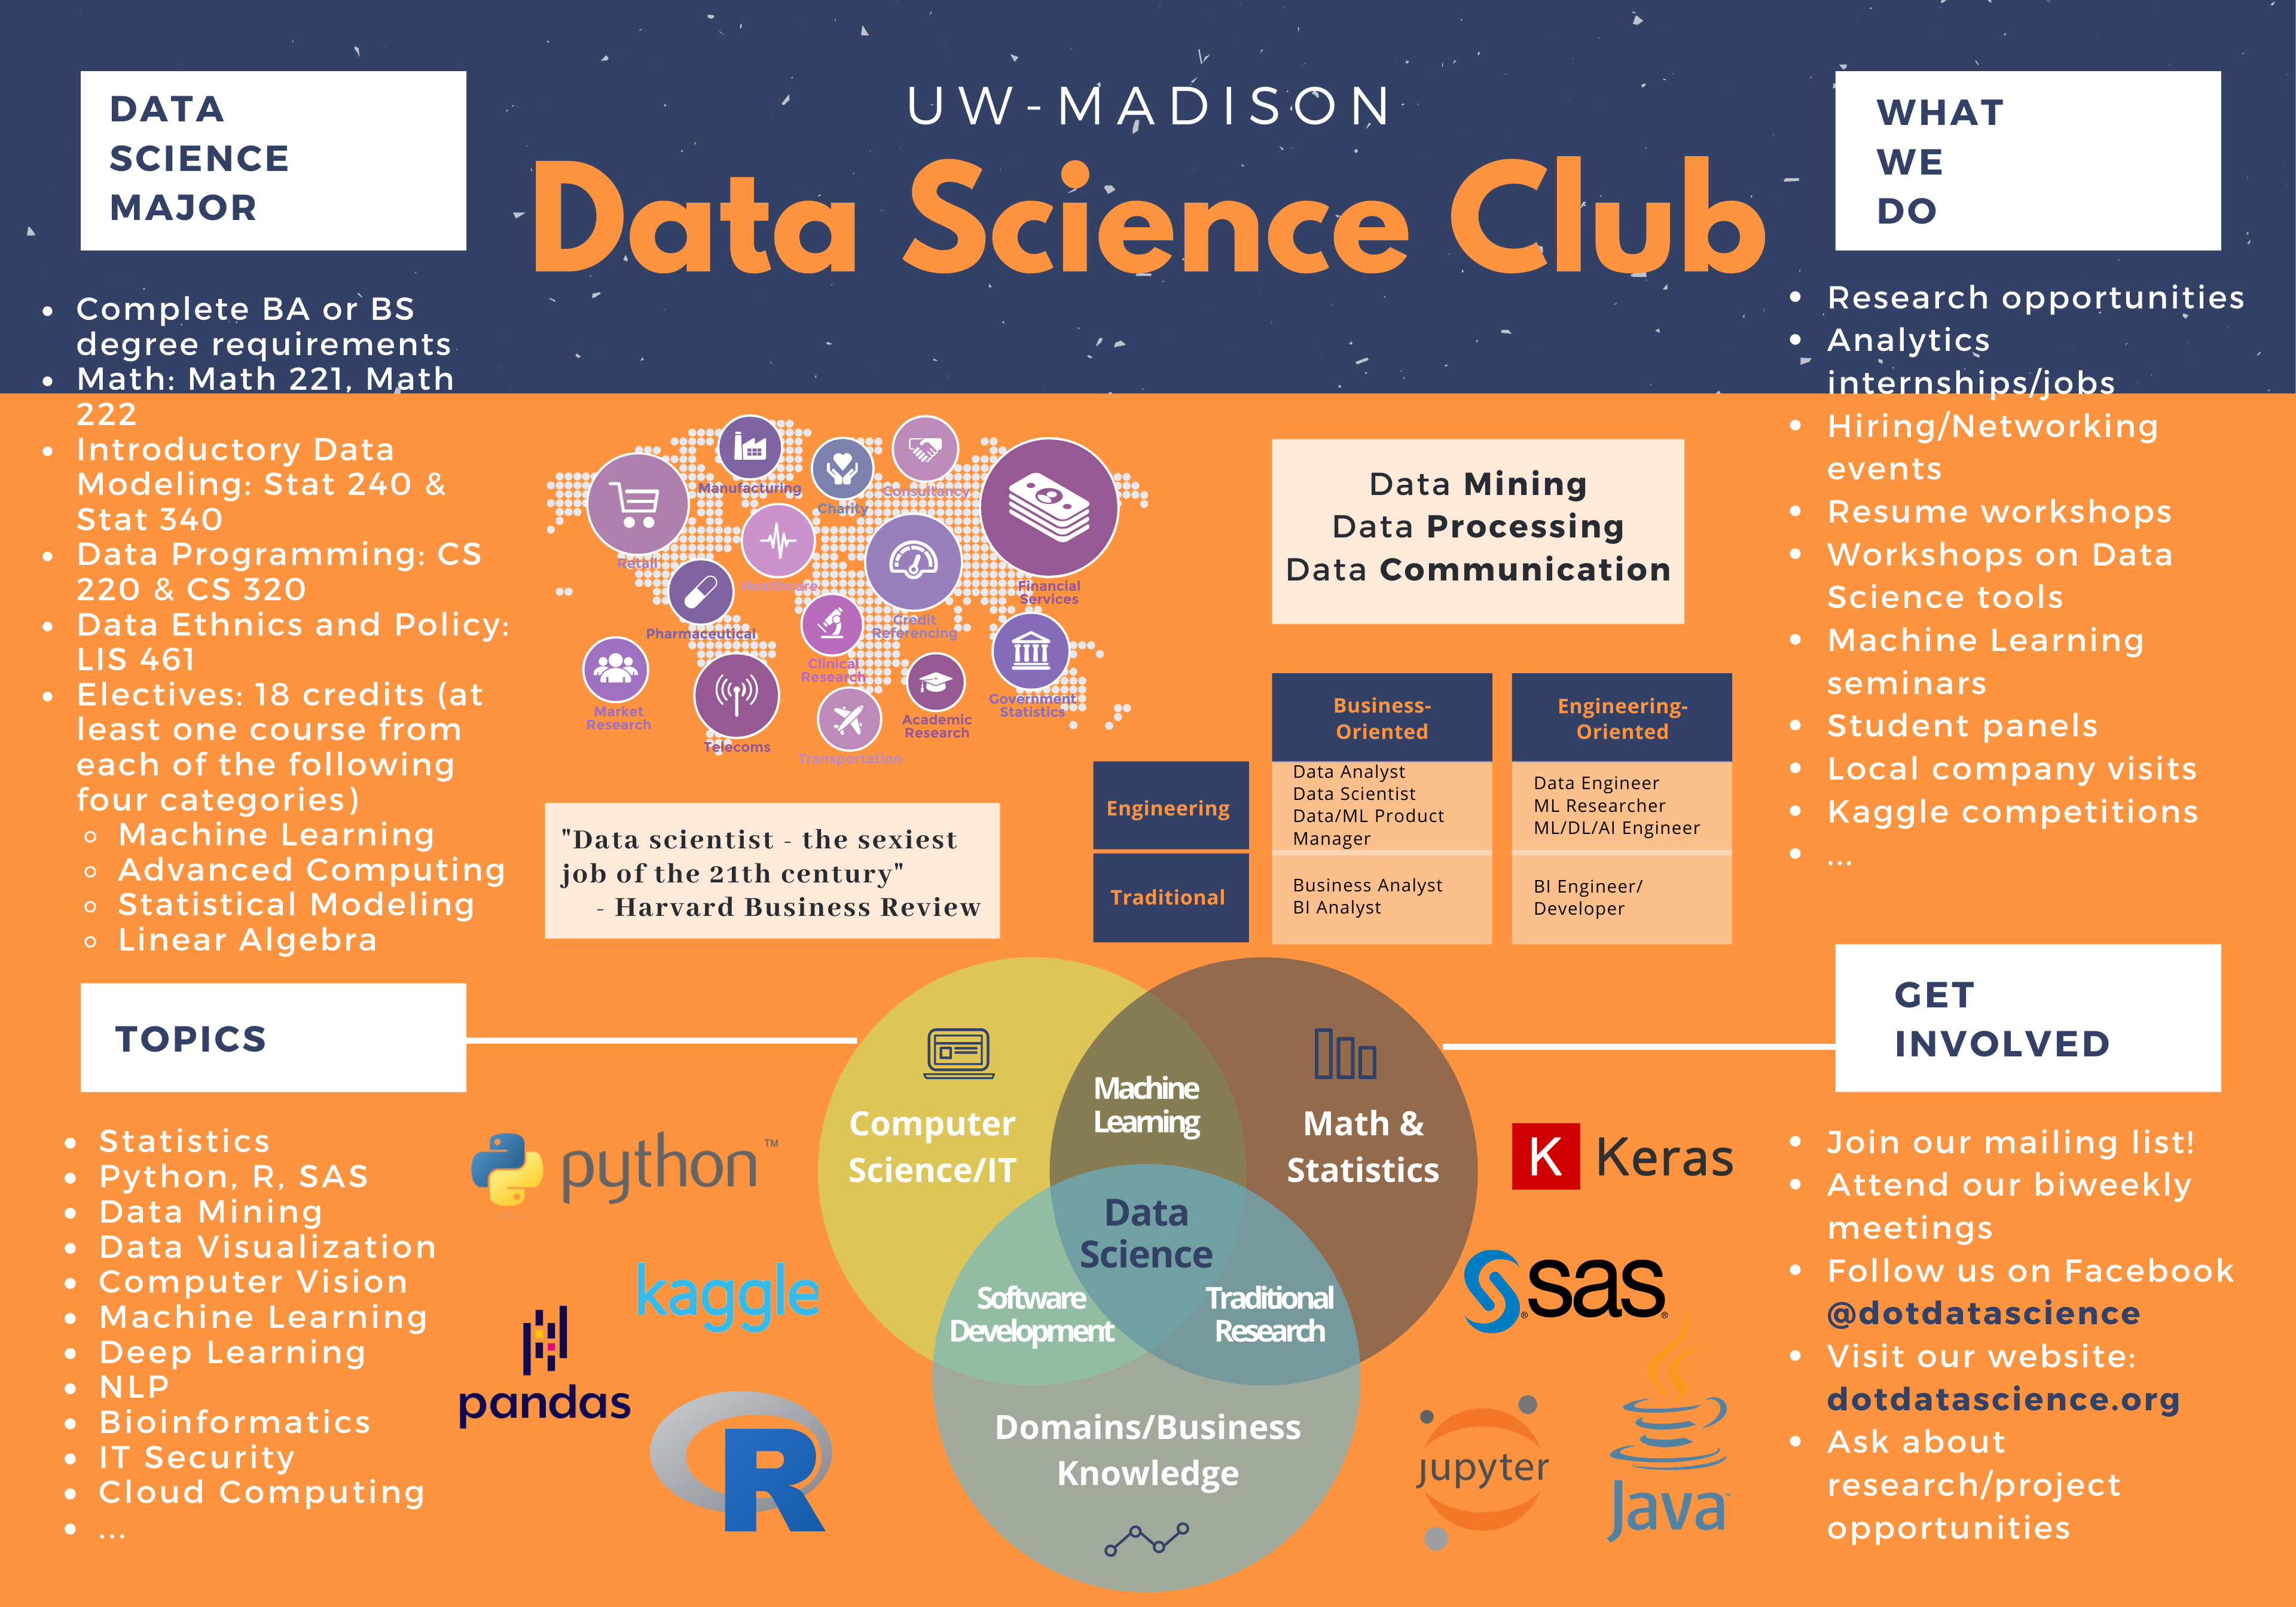 UW-MADISON
Data Science Club
DATA
SCIENCE
MAJOR
Complete BA or BS
degree requirements
Math: Math 221, Math
222
Introductory Data
Modeling: Stat 240 &
Stat 340
Data Programming: CS
220 & CS 320
Data Ethnics and Policy:
LIS 461
Electives: 18 credits (at
least one course from
each of the following
four categories)
Machine Learning
Advanced Computing
Statistical Modeling
Linear Algebra
TOPICS
Statistics
Python, R, SAS
Data Mining
Data Visualization
Computer Vision
Machine Learning
Deep Learning
NLP
Bioinformatics
IT Security
Cloud Computing
...
Manufacturing
Charity
Consultancy
Retail
Healthcare
Financial
Services
Pharmaceutical
Credit
Referencing
Clinical
Research
Market
Research
Telecoms
Transportation
Academic
Research
Government
Statistics
"Data scientist - the sexiest
job of the 21th century"
- Harvard Business Review
Data Mining
Data Processing
Data Communication
Business-
Oriented
Engineering-
Oriented
Engineering
Data Analyst
Data Scientist
Data/ML Product
Manager
Data Engineer
ML Researcher
ML/DL/AI Engineer
Traditional
Business Analyst
BI Analyst
BI Engineer/
Developer
Computer
Science/IT
Machine
Learning
Math &
Statistics
Data
Science
Software
Development
Traditional
Research
Domains/Business
Knowledge
python™
kaggle
pandas
R
K Keras
sas®
jupyter
Java™
WHAT
WE
DO
Research opportunities
Analytics
internships/jobs
Hiring/Networking
events
Resume workshops
Workshops on Data
Science tools
Machine Learning
seminars
Student panels
Local company visits
Kaggle competitions
...
GET
INVOLVED
Join our mailing list!
Attend our biweekly
meetings
Follow us on Facebook
@dotdatascience
Visit our website:
dotdatascience.org
Ask about
research/project
opportunities